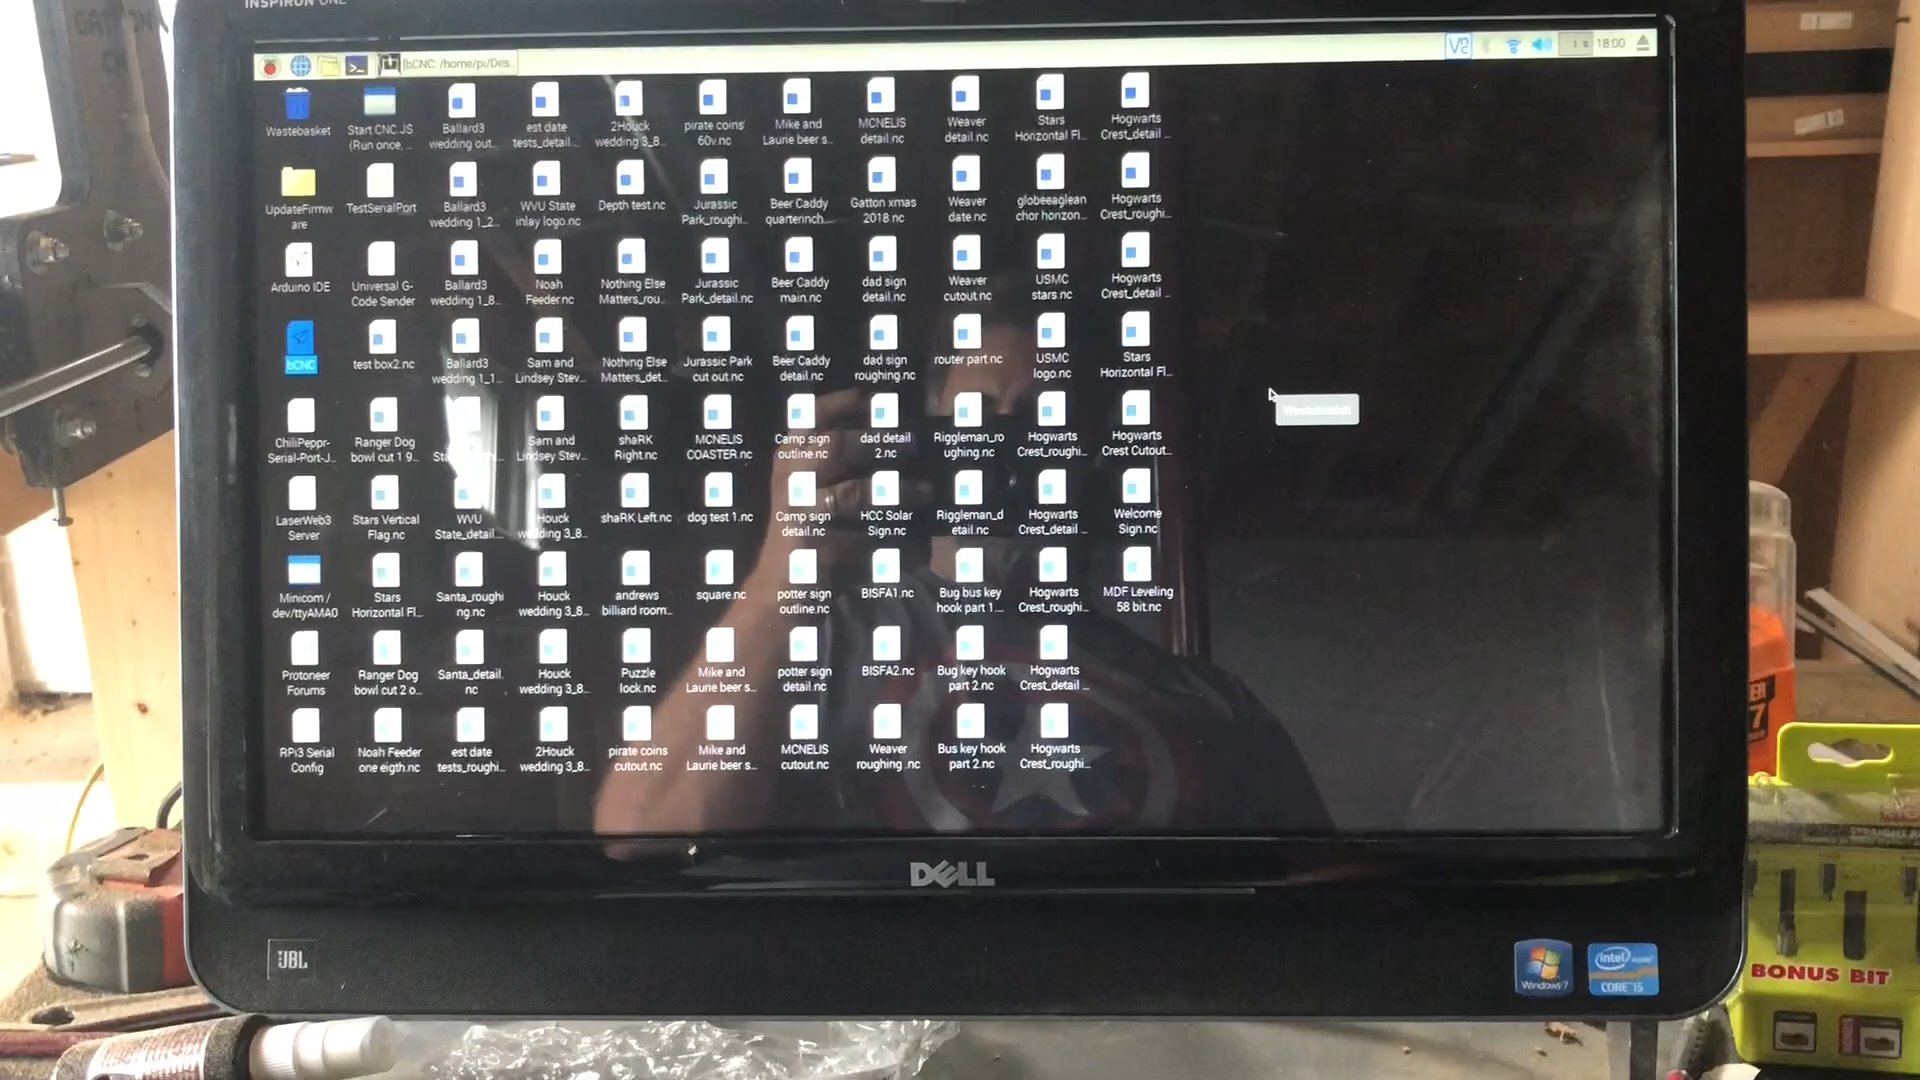 INSPIRON ONE
bCNC: /home/pi/Des...
V2
18:00
Wastebasket
Start CNC.JS
(Run once, ...
Ballard3
wedding out...
est date
tests_detail...
2Houck
wedding 3_8...
pirate coins
60v.nc
Mike and
Laurie beer s...
MCNELIS
detail.nc
Weaver
detail.nc
Stars
Horizontal Fl...
Hogwarts
Crest_detail ...
UpdateFirmw
are
TestSerialPort
Ballard3
wedding 1_2...
WVU State
inlay logo.nc
Depth test.nc
Jurassic
Park_roughi...
Beer Caddy
quarterinch...
Gatton xmas
2018.nc
Weaver
date.nc
globeeaglean
chor horizon...
Hogwarts
Crest_roughi...
Arduino IDE
Universal G-
Code Sender
Ballard3
wedding 1_8...
Noah
Feeder.nc
Nothing Else
Matters_rou...
Jurassic
Park_detail.nc
Beer Caddy
main.nc
dad sign
detail.nc
Weaver
cutout.nc
USMC
stars.nc
Hogwarts
Crest_detail ...
bCNC
test box2.nc
Ballard3
wedding 1_1...
Sam and
Lindsey Stev...
Nothing Else
Matters_det...
Jurassic Park
cut out.nc
Beer Caddy
detail.nc
dad sign
roughing.nc
router part.nc
USMC
logo.nc
Stars
Horizontal Fl...
Wastebasket
ChiliPeppr-
Serial-Port-J...
Ranger Dog
bowl cut 1 9...
Sam and
Lindsey Stev...
shaRK
Right.nc
MCNELIS
COASTER.nc
Camp sign
outline.nc
dad detail
2.nc
Riggleman_ro
ughing.nc
Hogwarts
Crest_roughi...
Hogwarts
Crest Cutout...
LaserWeb3
Server
Stars Vertical
Flag.nc
WVU
State_detail...
Houck
wedding 3_8...
shaRK Left.nc
dog test 1.nc
Camp sign
detail.nc
HCC Solar
Sign.nc
Riggleman_d
etail.nc
Hogwarts
Crest_detail ...
Welcome
Sign.nc
Minicom /
dev/ttyAMA0
Stars
Horizontal Fl...
Santa_roughi
ng.nc
Houck
wedding 3_8...
andrews
billiard room...
square.nc
potter sign
outline.nc
BISFA1.nc
Bug bus key
hook part 1....
Hogwarts
Crest_roughi...
MDF Leveling
58 bit.nc
Protoneer
Forums
Ranger Dog
bowl cut 2 o...
Santa_detail.
nc
Houck
wedding 3_8...
Puzzle
lock.nc
Mike and
Laurie beer s...
potter sign
detail.nc
BISFA2.nc
Bug key hook
part 2.nc
Hogwarts
Crest_detail ...
RPi3 Serial
Config
Noah Feeder
one eigth.nc
est date
tests_roughi...
2Houck
wedding 3_8...
pirate coins
cutout.nc
Mike and
Laurie beer s...
MCNELIS
cutout.nc
Weaver
roughing .nc
Bus key hook
part 2.nc
Hogwarts
Crest_roughi...
DELL
JBL
Windows 7
intel
CORE i5
BONUS BIT